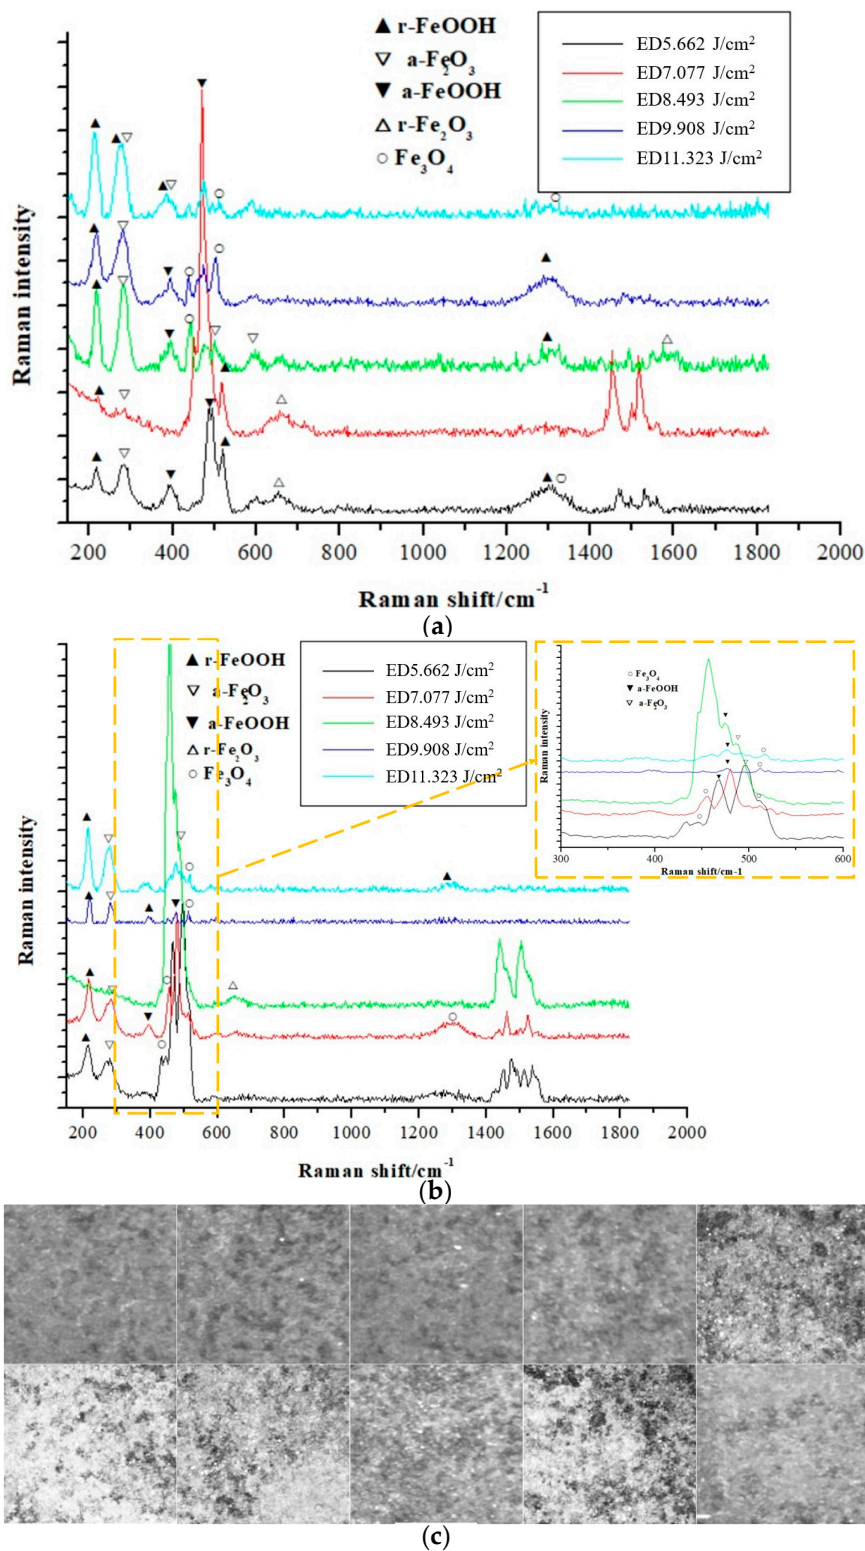 ▲ r-FeOOH
▽ a-Fe2O3
▼ a-FeOOH
△ r-Fe2O3
○ Fe3O4
ED5.662 J/cm²
ED7.077 J/cm²
ED8.493 J/cm²
ED9.908 J/cm²
ED11.323 J/cm²
Raman intensity
200 400 600 800 1000 1200 1400 1600 1800 2000
Raman shift/cm⁻¹
(a)
▲ r-FeOOH
▽ a-Fe2O3
▼ a-FeOOH
△ r-Fe2O3
○ Fe3O4
ED5.662 J/cm²
ED7.077 J/cm²
ED8.493 J/cm²
ED9.908 J/cm²
ED11.323 J/cm²
○ Fe3O4
▼ a-FeOOH
▽ a-Fe2O3
Raman intensity
300 400 500 600
Raman shift/cm-1
Raman intensity
200 400 600 800 1000 1200 1400 1600 1800 2000
Raman shift/cm⁻¹
(b)
(c)